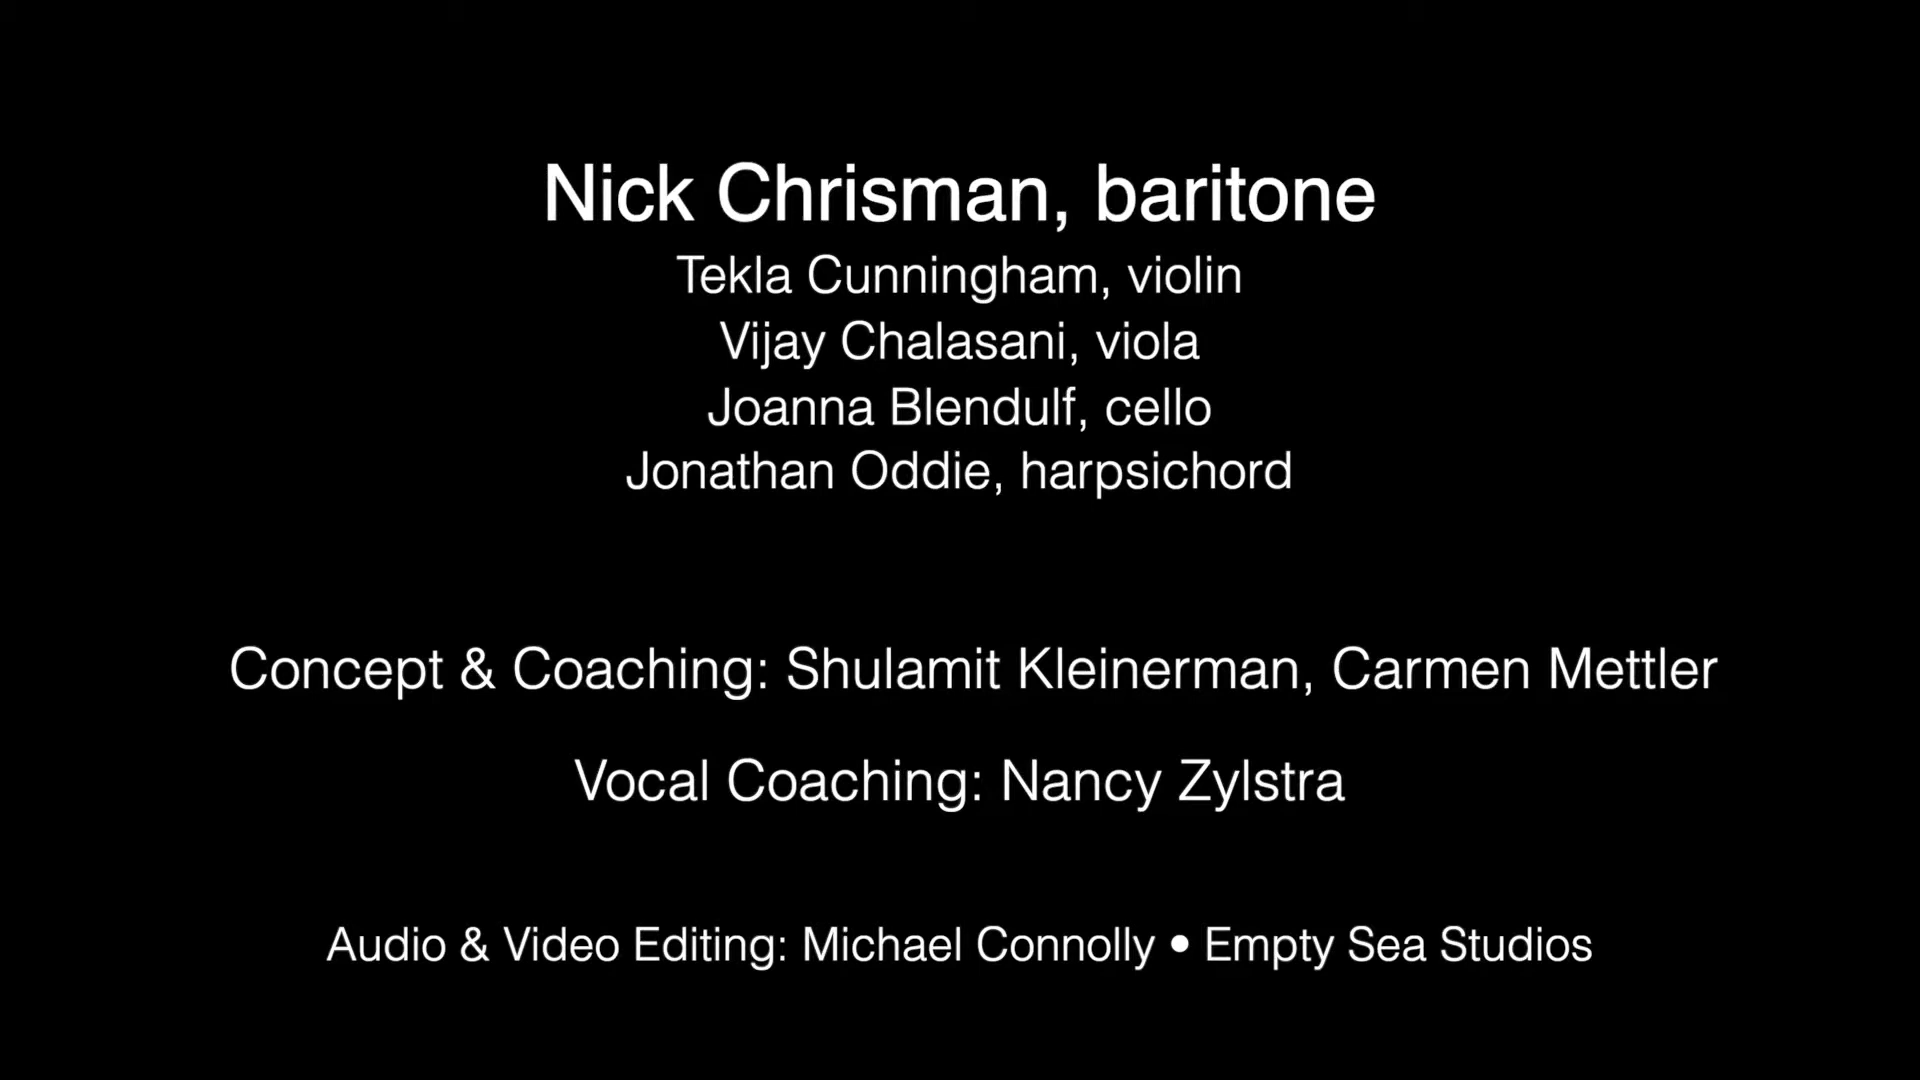 Nick Chrisman, baritone
Tekla Cunningham, violin
Vijay Chalasani, viola
Joanna Blendulf, cello
Jonathan Oddie, harpsichord
Concept & Coaching: Shulamit Kleinerman, Carmen Mettler
Vocal Coaching: Nancy Zylstra
Audio & Video Editing: Michael Connolly • Empty Sea Studios